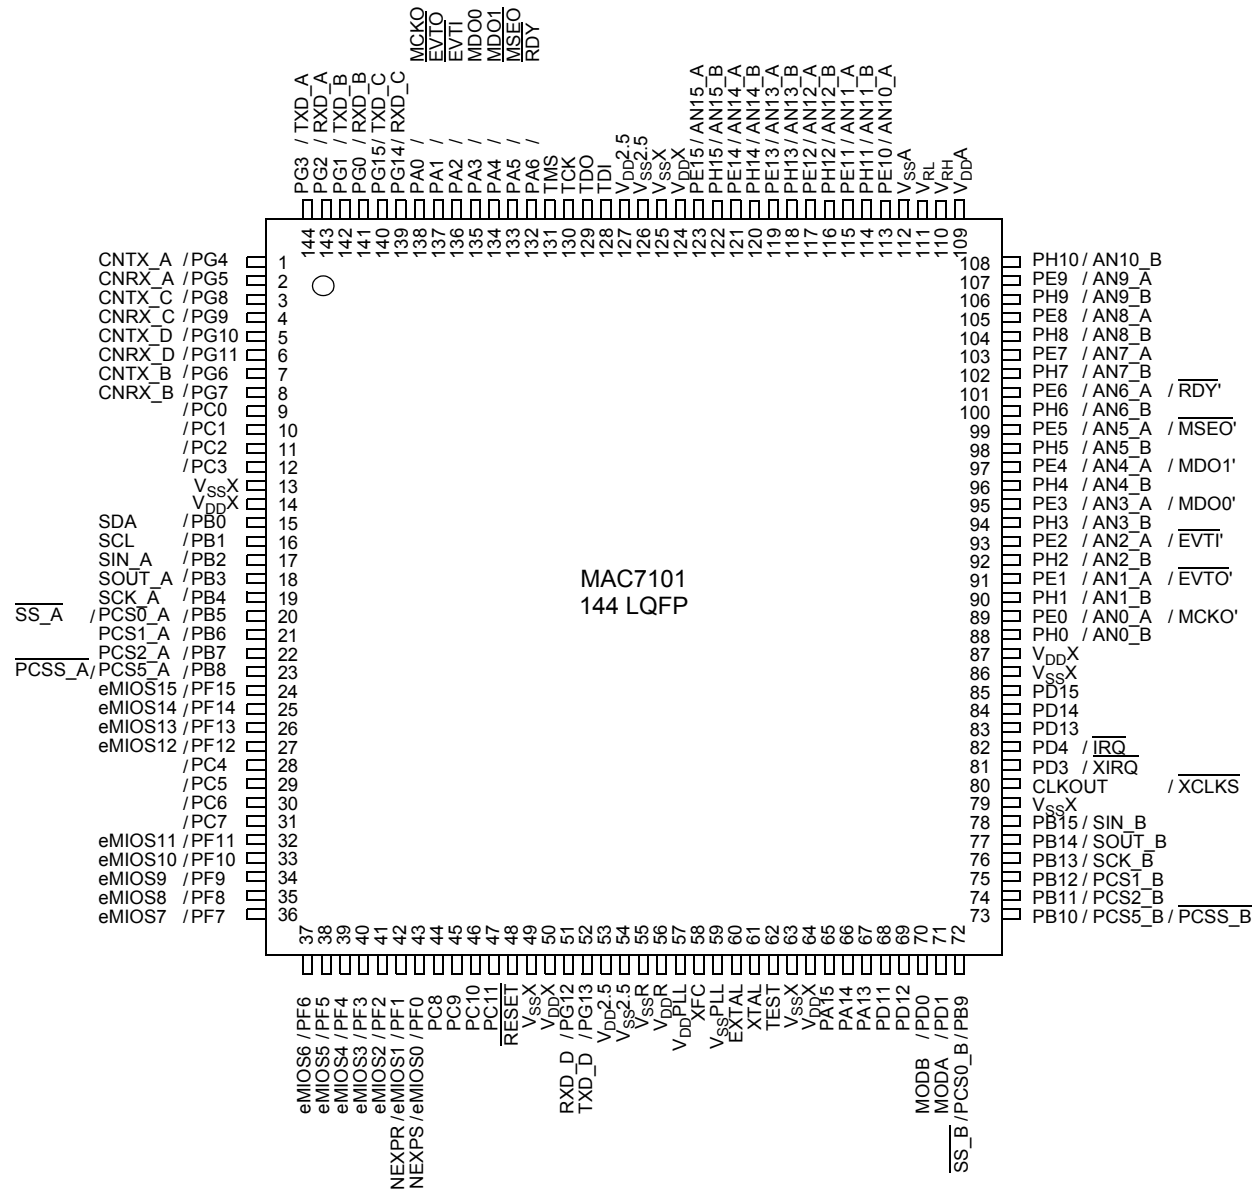 MCKO
EVTO
EVTI
MDO0
MDO1
MSEO
RDY
PG3 / TXD_A
PG2 / RXD_A
PG1 / TXD_B
PG0 / RXD_B
PG15 / TXD_C
PG14 / RXD_C
PA0 /
PA1 /
PA2 /
PA3 /
PA4 /
PA5 /
PA6 /
TMS
TCK
TDO
TDI
VDD2.5
VSS2.5
VSSX
VDDX
PE15 / AN15_A
PH15 / AN15_B
PE14 / AN14_A
PH14 / AN14_B
PE13 / AN13_A
PH13 / AN13_B
PE12 / AN12_A
PH12 / AN12_B
PE11 / AN11_A
PH11 / AN11_B
PE10 / AN10_A
VSSA
VRL
VRH
VDDA
144 143 142 141 140 139 138 137 136 135 134 133 132 131 130 129 128 127 126 125 124 123 122 121 120 119 118 117 116 115 114 113 112 111 110 109
CNTX_A / PG4 1
CNRX_A / PG5 2
CNTX_C / PG8 3
CNRX_C / PG9 4
CNTX_D / PG10 5
CNRX_D / PG11 6
CNTX_B / PG6 7
CNRX_B / PG7 8
/ PC0 9
/ PC1 10
/ PC2 11
/ PC3 12
VSSX 13
VDDX 14
SDA / PB0 15
SCL / PB1 16
SIN_A / PB2 17
SOUT_A / PB3 18
SCK_A / PB4 19
SS_A / PCS0_A / PB5 20
PCS1_A / PB6 21
PCS2_A / PB7 22
PCSS_A / PCS5_A / PB8 23
eMIOS15 / PF15 24
eMIOS14 / PF14 25
eMIOS13 / PF13 26
eMIOS12 / PF12 27
/ PC4 28
/ PC5 29
/ PC6 30
/ PC7 31
eMIOS11 / PF11 32
eMIOS10 / PF10 33
eMIOS9 / PF9 34
eMIOS8 / PF8 35
eMIOS7 / PF7 36
MAC7101
144 LQFP
108 PH10 / AN10_B
107 PE9 / AN9_A
106 PH9 / AN9_B
105 PE8 / AN8_A
104 PH8 / AN8_B
103 PE7 / AN7_A
102 PH7 / AN7_B
101 PE6 / AN6_A / RDY'
100 PH6 / AN6_B
99 PE5 / AN5_A / MSEO'
98 PH5 / AN5_B
97 PE4 / AN4_A / MDO1'
96 PH4 / AN4_B
95 PE3 / AN3_A / MDO0'
94 PH3 / AN3_B
93 PE2 / AN2_A / EVTI'
92 PH2 / AN2_B
91 PE1 / AN1_A / EVTO'
90 PH1 / AN1_B
89 PE0 / AN0_A / MCKO'
88 PH0 / AN0_B
87 VDDX
86 VSSX
85 PD15
84 PD14
83 PD13
82 PD4 / IRQ
81 PD3 / XIRQ
80 CLKOUT / XCLKS
79 VSSX
78 PB15 / SIN_B
77 PB14 / SOUT_B
76 PB13 / SCK_B
75 PB12 / PCS1_B
74 PB11 / PCS2_B
73 PB10 / PCS5_B / PCSS_B
37 38 39 40 41 42 43 44 45 46 47 48 49 50 51 52 53 54 55 56 57 58 59 60 61 62 63 64 65 66 67 68 69 70 71 72
eMIOS6 / PF6
eMIOS5 / PF5
eMIOS4 / PF4
eMIOS3 / PF3
eMIOS2 / PF2
NEXPR / eMIOS1 / PF1
NEXPS / eMIOS0 / PF0
PC8
PC9
PC10
PC11
RESET
VSSX
VDDX
RXD_D / PG12
TXD_D / PG13
VDD2.5
VSS2.5
VSSR
VDDR
VDDPLL
XFC
VSSPLL
EXTAL
XTAL
TEST
VSSX
VDDX
PA15
PA14
PA13
PD11
PD12
MODB / PD0
MODA / PD1
SS_B / PCS0_B / PB9